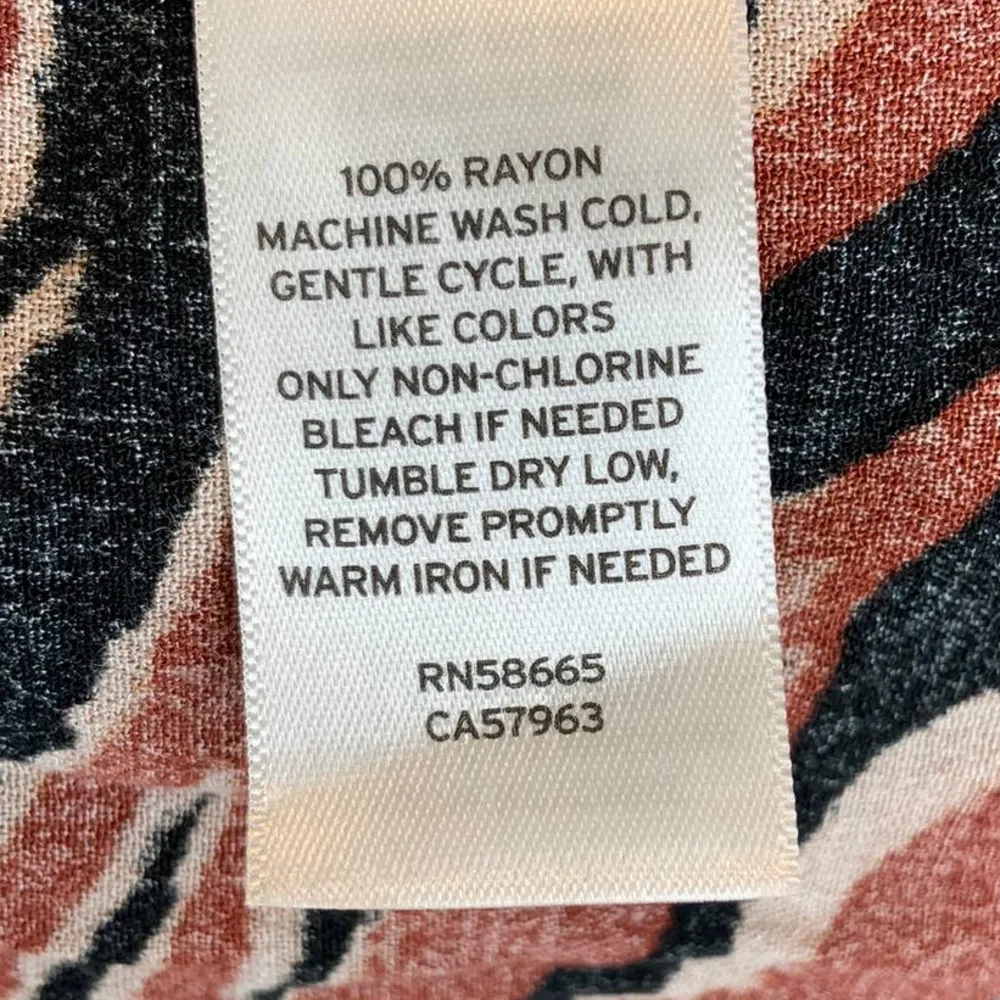 100% RAYON
MACHINE WASH COLD,
GENTLE CYCLE, WITH
LIKE COLORS
ONLY NON-CHLORINE
BLEACH IF NEEDED
TUMBLE DRY LOW,
REMOVE PROMPTLY
WARM IRON IF NEEDED
RN58665
CA57963